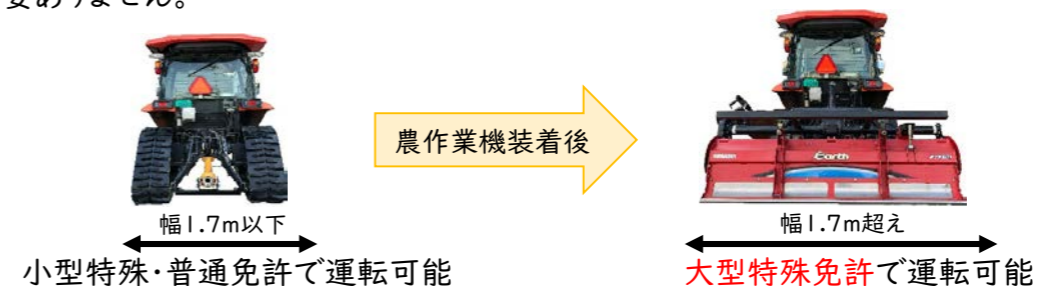 要ありません。
農作業機装着後
幅1.7m以下
幅1.7m超え
小型特殊・普通免許で運転可能
大型特殊免許で運転可能
Earth